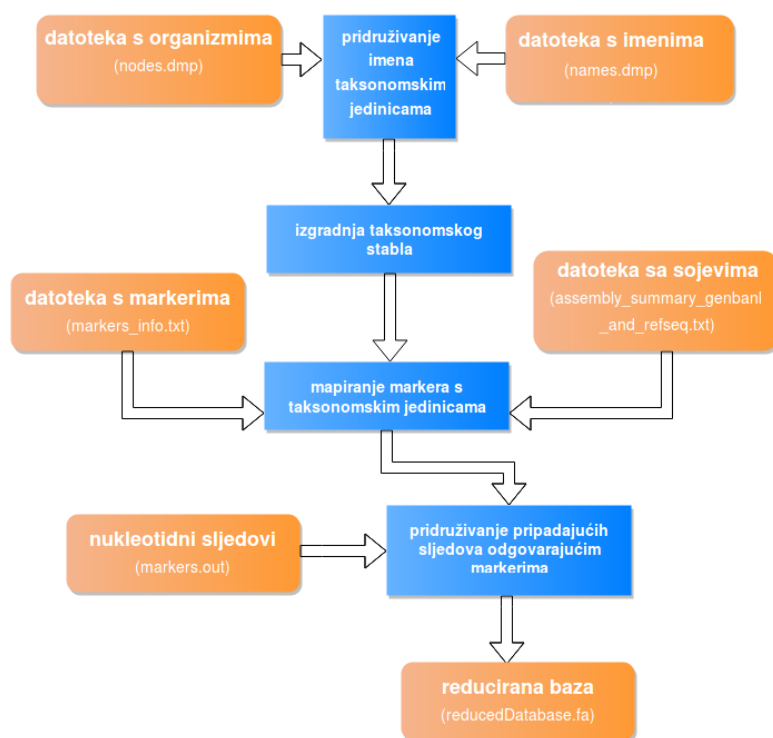 datoteka s organizmima
(nodes.dmp)
pridruživanje
imena
taksonomskim
jedinicama
datoteka s imenima
(names.dmp)
izgradnja taksonomskog
stabla
datoteka s markerima
(markers_info.txt)
datoteka sa sojevima
(assembly_summary_genbanl
_and_refseq.txt)
mapiranje markera s
taksonomskim jedinicama
nukleotidni sljedovi
(markers.out)
pridruživanje pripadajućih
sljedova odgovarajućim
markerima
reducirana baza
(reducedDatabase.fa)